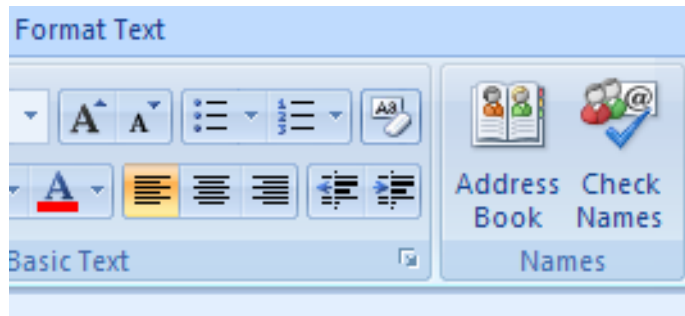 Format Text
Address Book
Check Names
Basic Text
Names